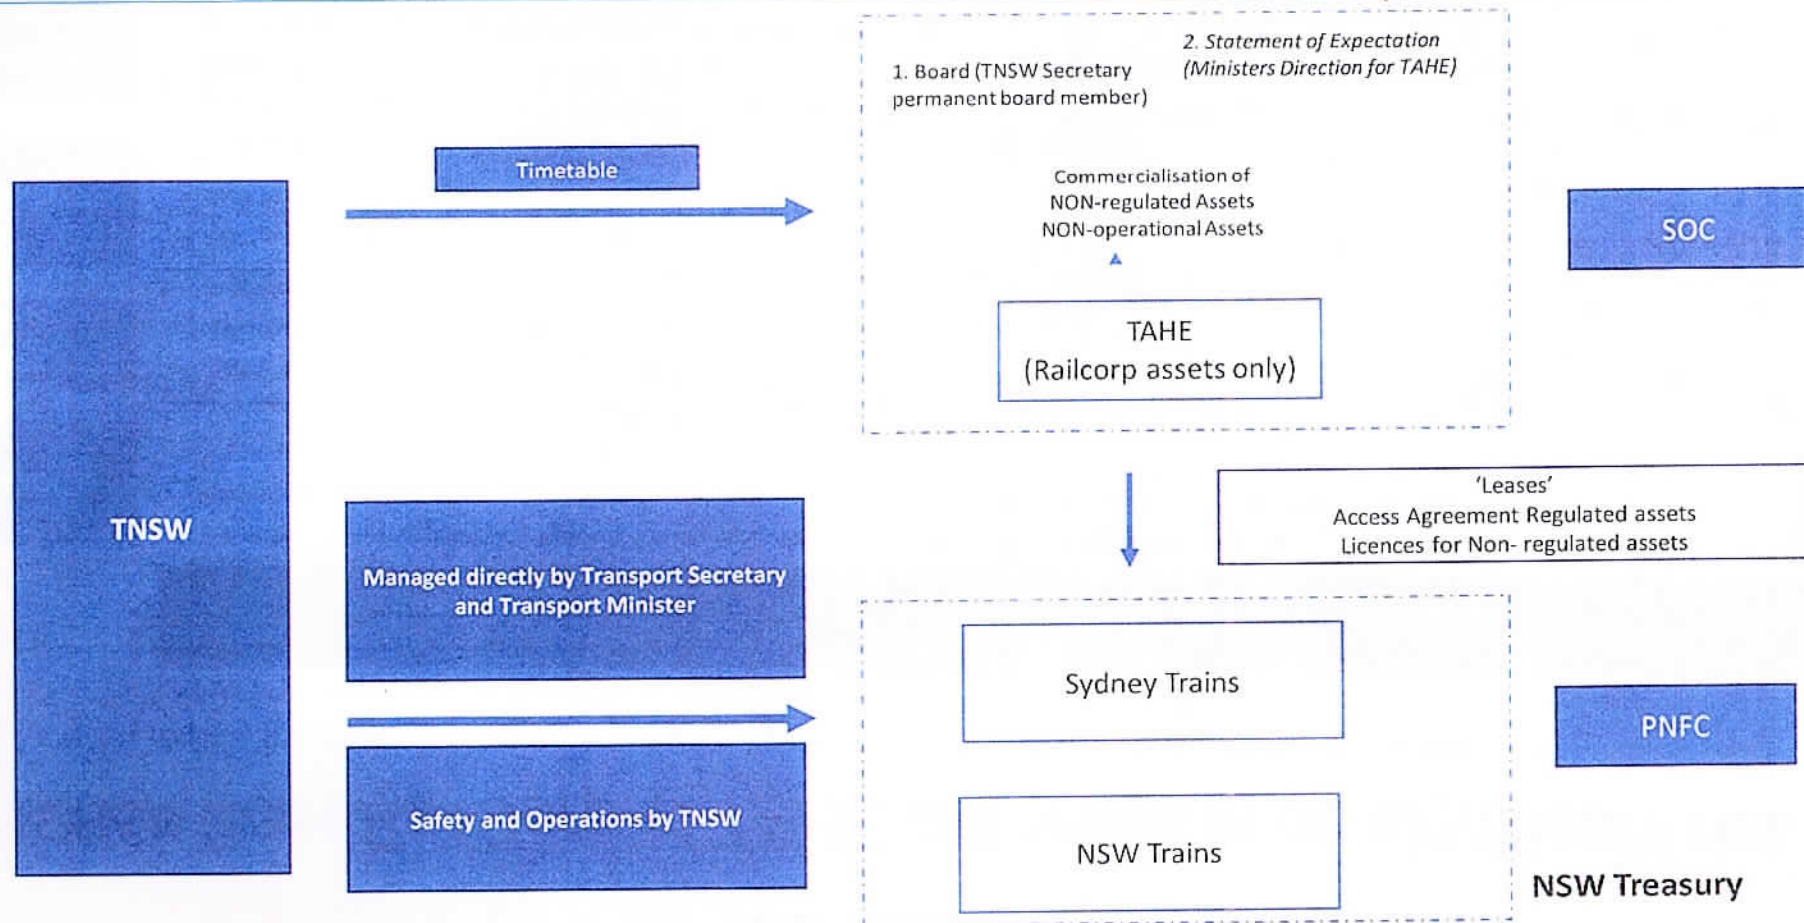 2. Statement of Expectation
(Ministers Direction for TAHE)
1. Board (TNSW Secretary
permanent board member)
Timetable
Commercialisation of
NON-regulated Assets
NON-operational Assets
SOC
TAHE
(Railcorp assets only)
TNSW
'Leases'
Access Agreement Regulated assets
Licences for Non- regulated assets
Managed directly by Transport Secretary
and Transport Minister
Sydney Trains
PNFC
Safety and Operations by TNSW
NSW Trains
NSW Treasury